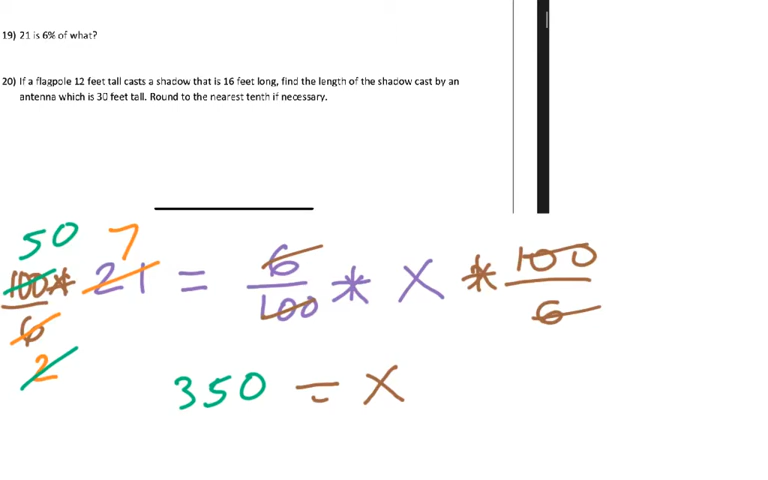 19) 21 is 6% of what?
20) If a flagpole 12 feet tall casts a shadow that is 16 feet long, find the length of the shadow cast by an
antenna which is 30 feet tall. Round to the nearest tenth if necessary.
50 7
100 * 21 = 6 * X * 100
6 100 6
2
350 = X